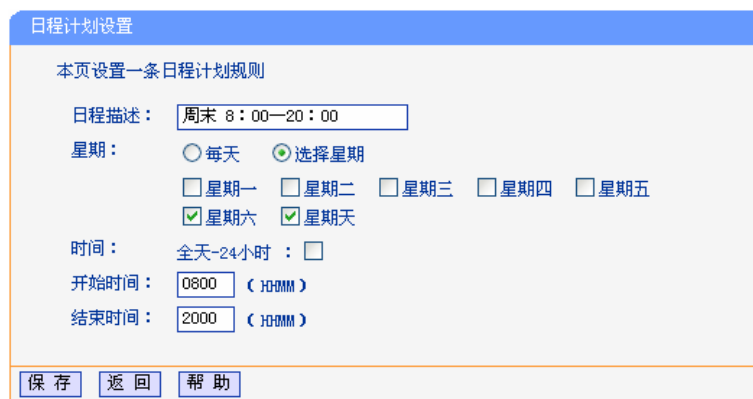 日程计划设置
本页设置一条日程计划规则
日程描述： 周末 8：00—20：00
星期： 每天 选择星期
星期一 星期二 星期三 星期四 星期五
星期六 星期天
时间： 全天-24小时 ：
开始时间： 0800 (HHMM)
结束时间： 2000 (HHMM)
保 存 返 回 帮 助